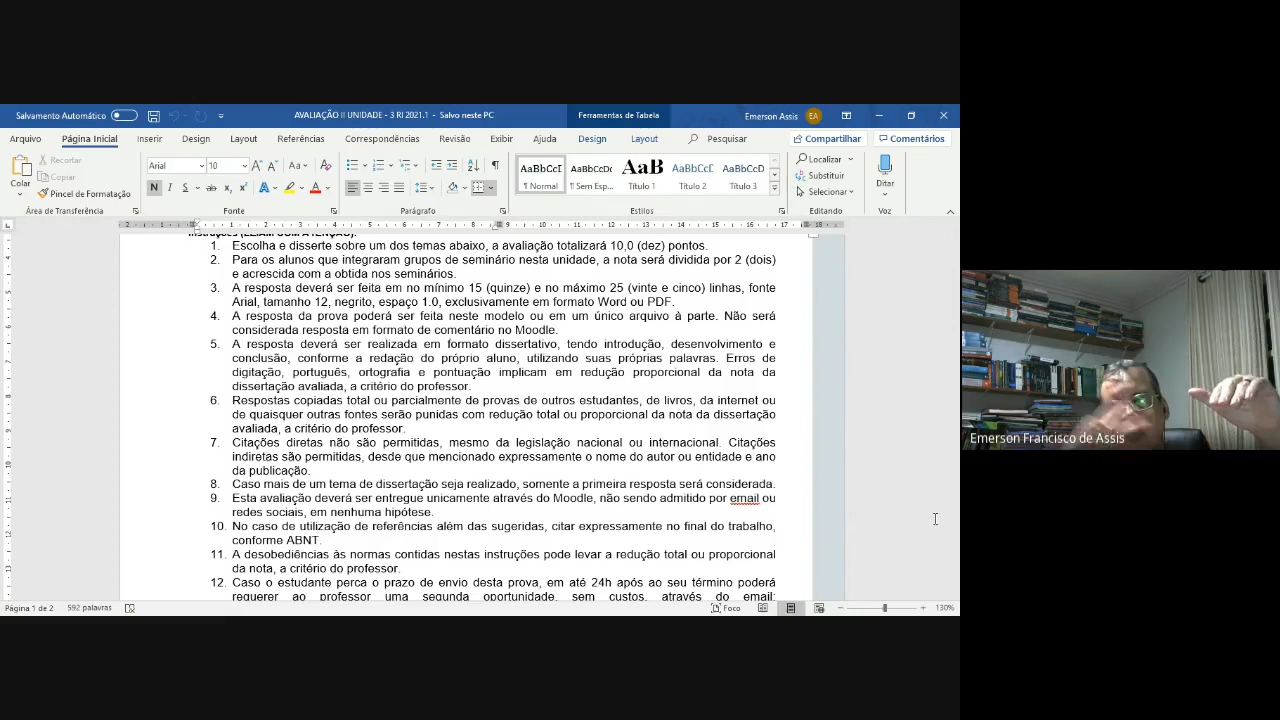 Salvamento Automático
AVALIAÇÃO II UNIDADE - 3 RI 2021.1 - Salvo neste PC
Ferramentas de Tabela
Emerson Assis
EA
Arquivo
Página Inicial
Inserir
Design
Layout
Referências
Correspondências
Revisão
Exibir
Ajuda
Design
Layout
Pesquisar
Compartilhar
Comentários
Colar
Recortar
Copiar
Pincel de Formatação
Área de Transferência
Arial
10
Fonte
Parágrafo
AaBbCcI
¶ Normal
AaBbCcDc
¶ Sem Esp...
AaB
Título 1
AaBbCcC
Título 2
AaBbCcD
Título 3
Estilos
Localizar
Substituir
Selecionar
Editando
Ditar
Voz
Instruções (LEIAM COM ATENÇÃO):
1. Escolha e disserte sobre um dos temas abaixo, a avaliação totalizará 10,0 (dez) pontos.
2. Para os alunos que integraram grupos de seminário nesta unidade, a nota será dividida por 2 (dois)
e acrescida com a obtida nos seminários.
3. A resposta deverá ser feita em no mínimo 15 (quinze) e no máximo 25 (vinte e cinco) linhas, fonte
Arial, tamanho 12, negrito, espaço 1.0, exclusivamente em formato Word ou PDF.
4. A resposta da prova poderá ser feita neste modelo ou em um único arquivo à parte. Não será
considerada resposta em formato de comentário no Moodle.
5. A resposta deverá ser realizada em formato dissertativo, tendo introdução, desenvolvimento e
conclusão, conforme a redação do próprio aluno, utilizando suas próprias palavras. Erros de
digitação, português, ortografia e pontuação implicam em redução proporcional da nota da
dissertação avaliada, a critério do professor.
6. Respostas copiadas total ou parcialmente de provas de outros estudantes, de livros, da internet ou
de quaisquer outras fontes serão punidas com redução total ou proporcional da nota da dissertação
avaliada, a critério do professor.
7. Citações diretas não são permitidas, mesmo da legislação nacional ou internacional. Citações
indiretas são permitidas, desde que mencionado expressamente o nome do autor ou entidade e ano
da publicação.
8. Caso mais de um tema de dissertação seja realizado, somente a primeira resposta será considerada.
9. Esta avaliação deverá ser entregue unicamente através do Moodle, não sendo admitido por email ou
redes sociais, em nenhuma hipótese.
10. No caso de utilização de referências além das sugeridas, citar expressamente no final do trabalho,
conforme ABNT.
11. A desobediências às normas contidas nestas instruções pode levar a redução total ou proporcional
da nota, a critério do professor.
12. Caso o estudante perca o prazo de envio desta prova, em até 24h após ao seu término poderá
requerer ao professor uma segunda oportunidade, sem custos, através do email:
Página 1 de 2
592 palavras
Foco
130%
Emerson Francisco de Assis